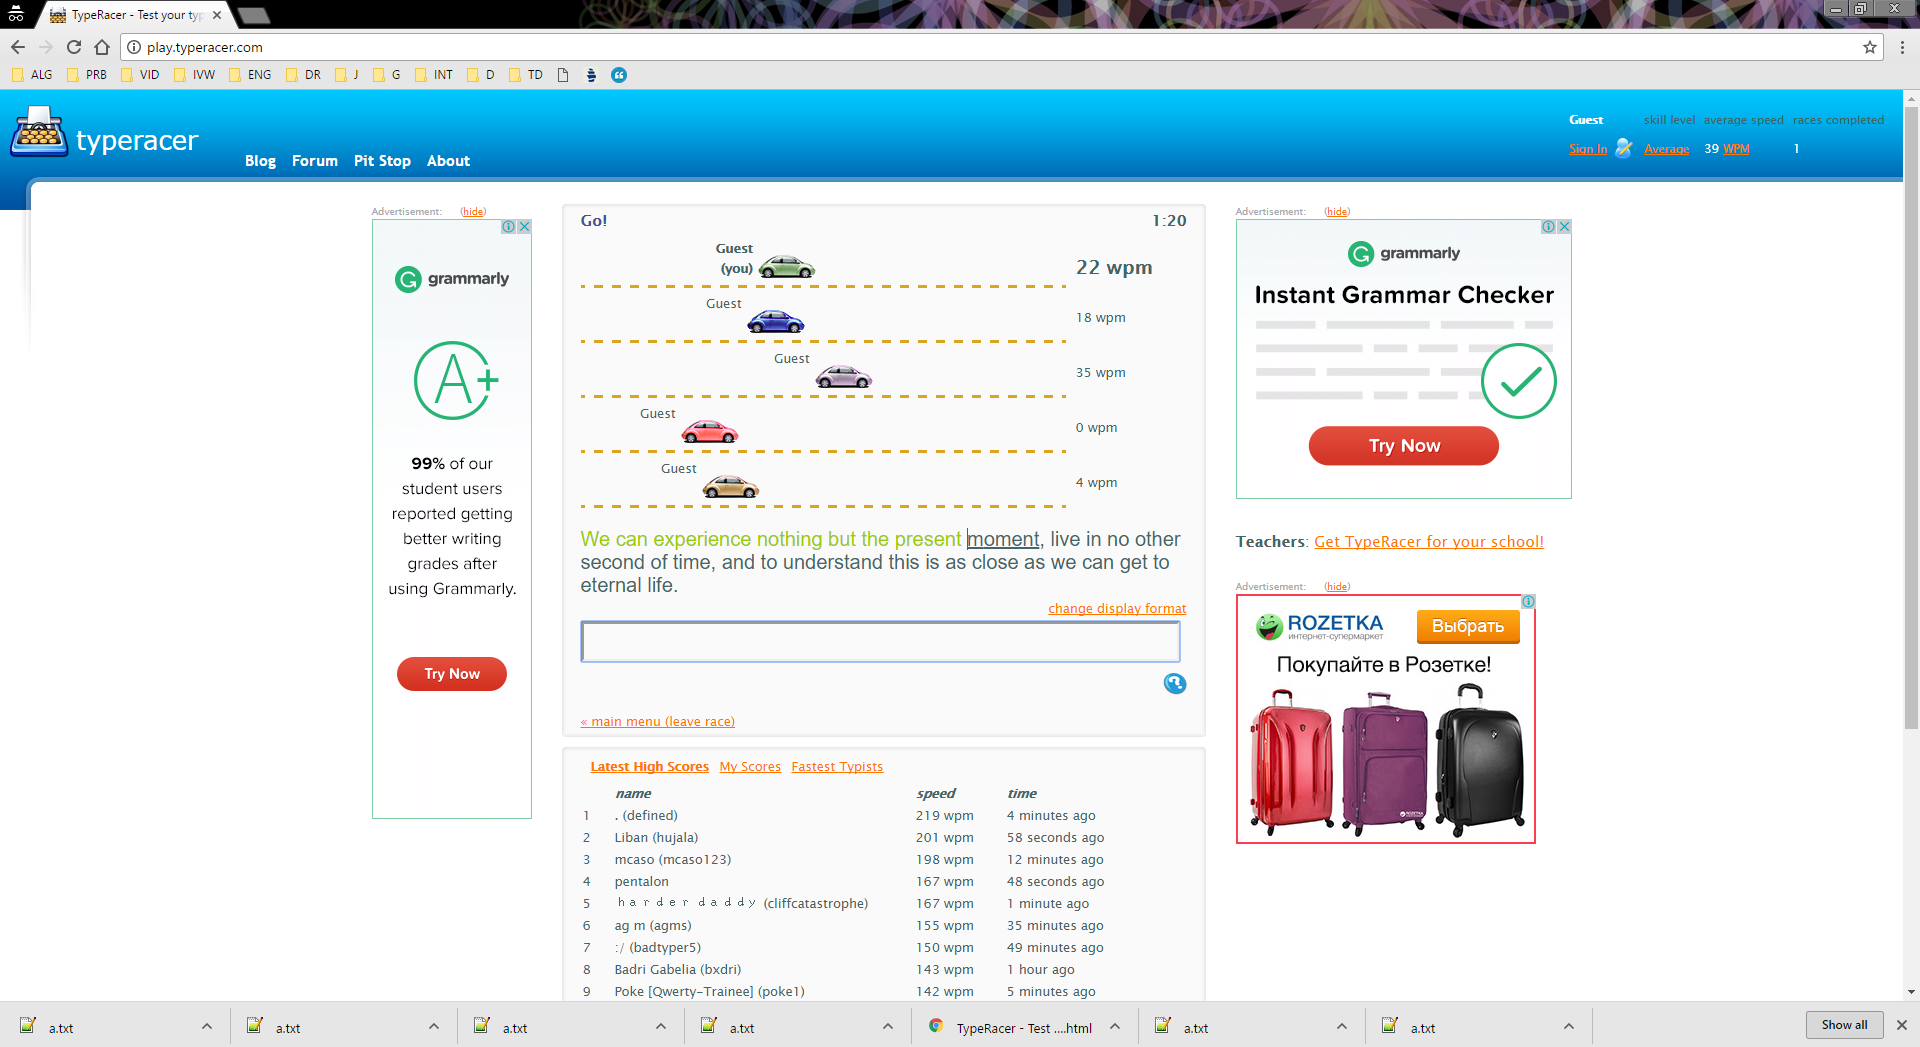 TypeRacer - Test your typ
play.typeracer.com
ALG PRB VID IVW ENG DR J G INT D TD
typeracer
Blog Forum Pit Stop About
Guest skill level average speed races completed
Sign In Average 39 WPM 1
Advertisement: (hide)
grammarly
A+
99% of our
student users
reported getting
better writing
grades after
using Grammarly.
Try Now
Go! 1:20
Guest
(you) 22 wpm
Guest
18 wpm
Guest
35 wpm
Guest
0 wpm
Guest
4 wpm
We can experience nothing but the present moment, live in no other
second of time, and to understand this is as close as we can get to
eternal life.
change display format
« main menu (leave race)
Latest High Scores My Scores Fastest Typists
name speed time
1 . (defined) 219 wpm 4 minutes ago
2 Liban (hujala) 201 wpm 58 seconds ago
3 mcaso (mcaso123) 198 wpm 12 minutes ago
4 pentalon 167 wpm 48 seconds ago
5 ｈａｒｄｅｒ ｄａｄｄｙ (cliffcatastrophe) 167 wpm 1 minute ago
6 ag m (agms) 155 wpm 35 minutes ago
7 :/ (badtyper5) 150 wpm 49 minutes ago
8 Badri Gabelia (bxdri) 143 wpm 1 hour ago
9 Poke [Qwerty-Trainee] (poke1) 142 wpm 5 minutes ago
Advertisement: (hide)
grammarly
Instant Grammar Checker
Try Now
Teachers: Get TypeRacer for your school!
Advertisement: (hide)
ROZETKA
интернет-супермаркет
Выбрать
Покупайте в Розетке!
ROZETKA
a.txt a.txt a.txt a.txt TypeRacer - Test ....html a.txt a.txt Show all